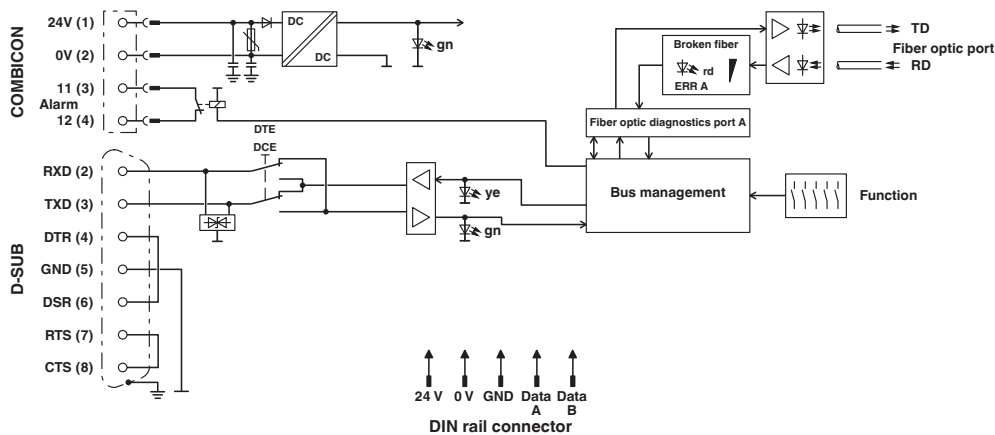 COMBICON
24V (1)
0V (2)
11 (3)
Alarm
12 (4)
DC
DC
gn
Broken fiber
rd
ERR A
TD
Fiber optic port
RD
Fiber optic diagnostics port A
DTE
DCE
D-SUB
RXD (2)
TXD (3)
DTR (4)
GND (5)
DSR (6)
RTS (7)
CTS (8)
ye
gn
Bus management
Function
24 V
0 V
GND
Data
A
Data
B
DIN rail connector